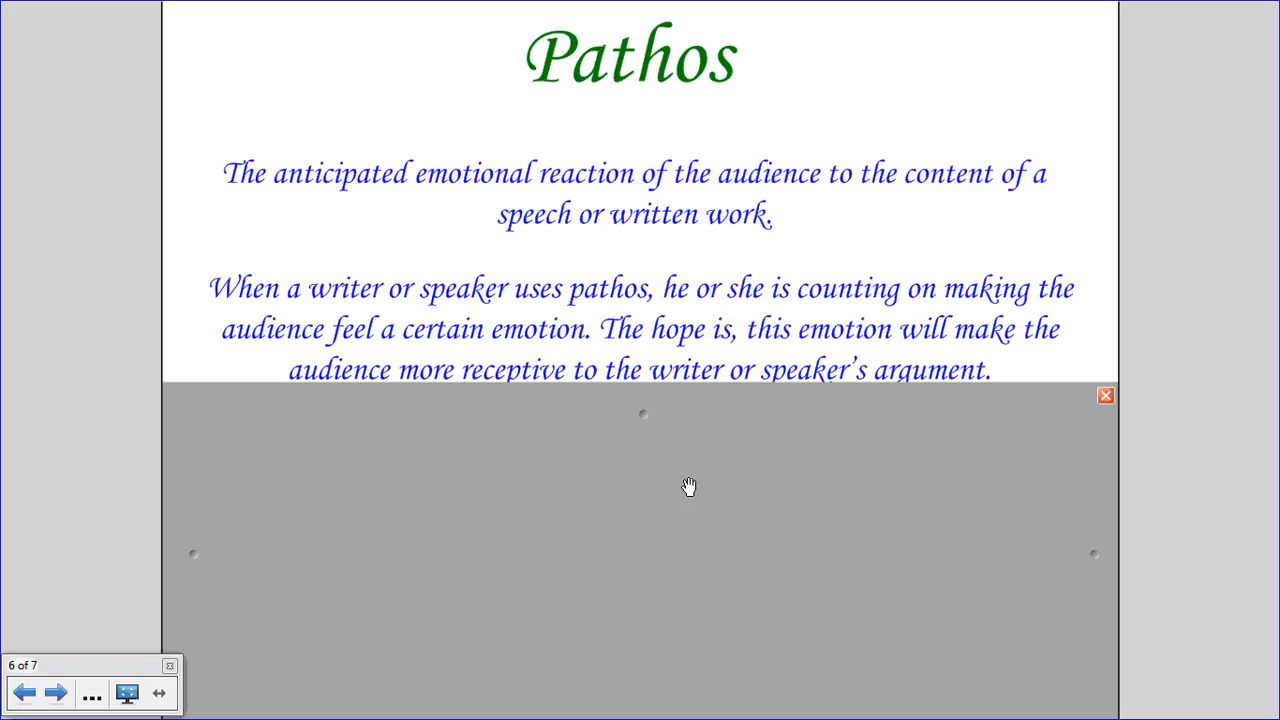 Pathos
The anticipated emotional reaction of the audience to the content of a
speech or written work.
When a writer or speaker uses pathos, he or she is counting on making the
audience feel a certain emotion. The hope is, this emotion will make the
audience more receptive to the writer or speaker’s argument.
6 of 7
...